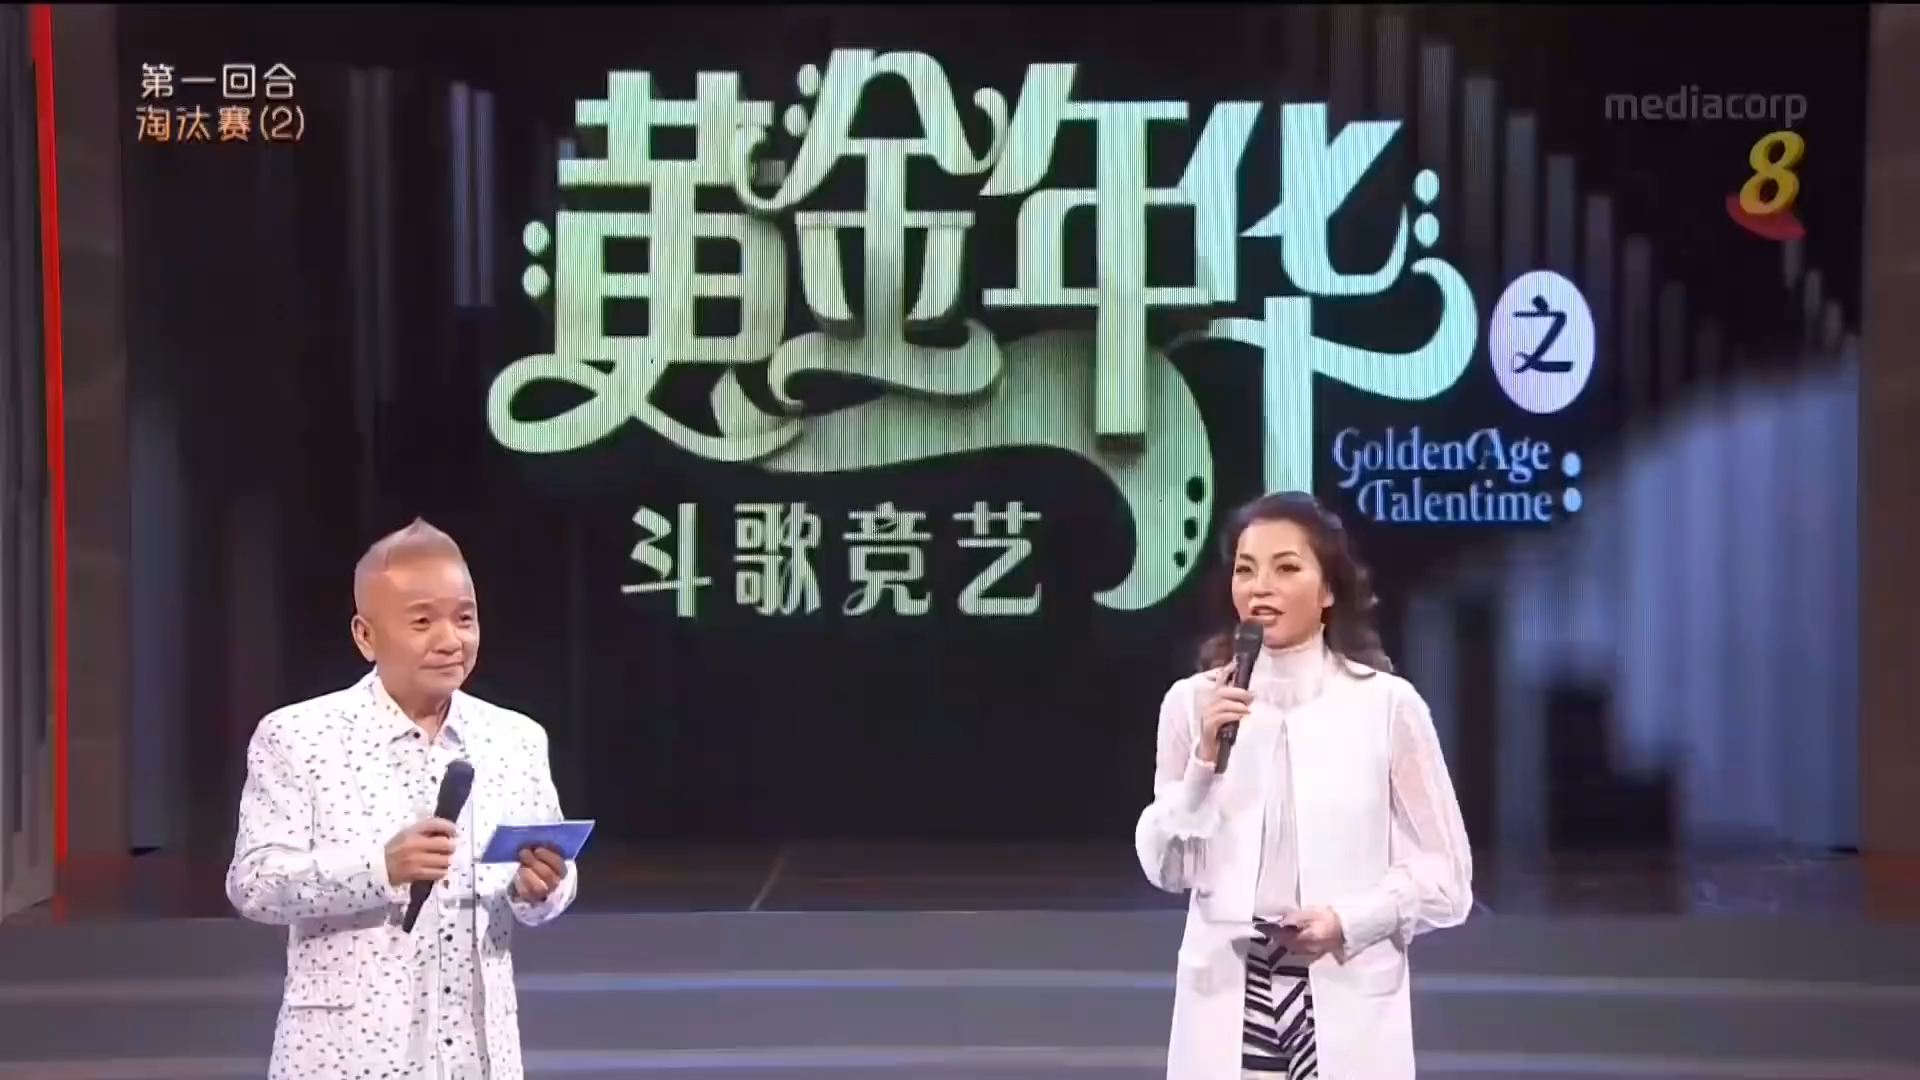 第一回合
淘汰赛(2)
mediacorp
8
黄金年华
之
Golden Age
Talentime
斗歌竞艺